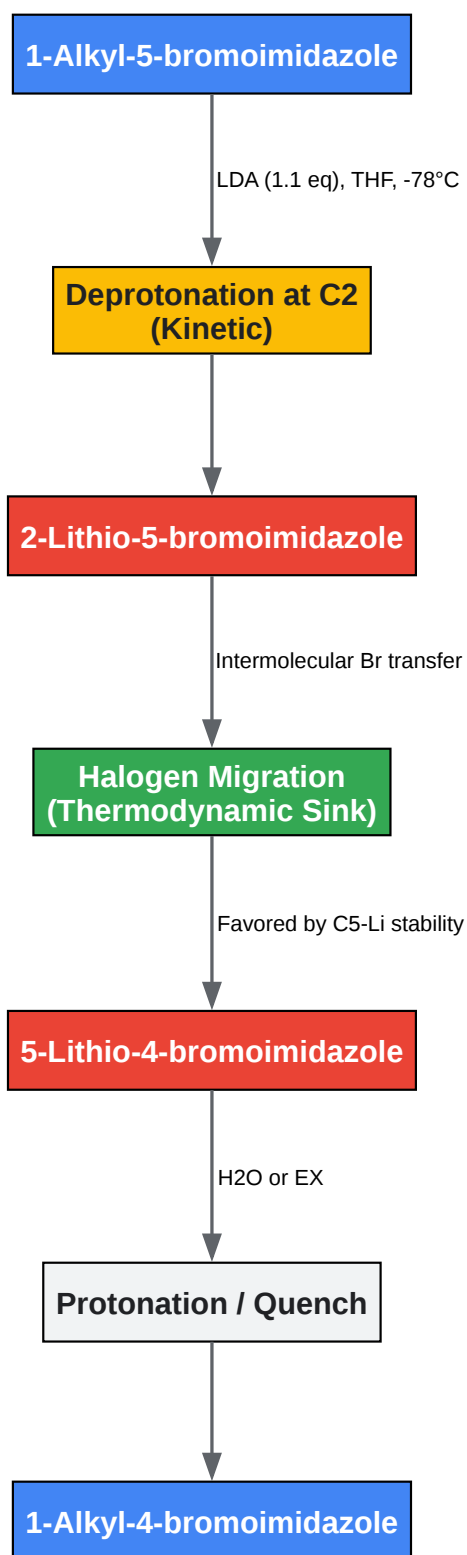 1-Alkyl-5-bromoimidazole
LDA (1.1 eq), THF, -78°C
Deprotonation at C2
(Kinetic)
2-Lithio-5-bromoimidazole
Intermolecular Br transfer
Halogen Migration
(Thermodynamic Sink)
Favored by C5-Li stability
5-Lithio-4-bromoimidazole
H2O or EX
Protonation / Quench
1-Alkyl-4-bromoimidazole